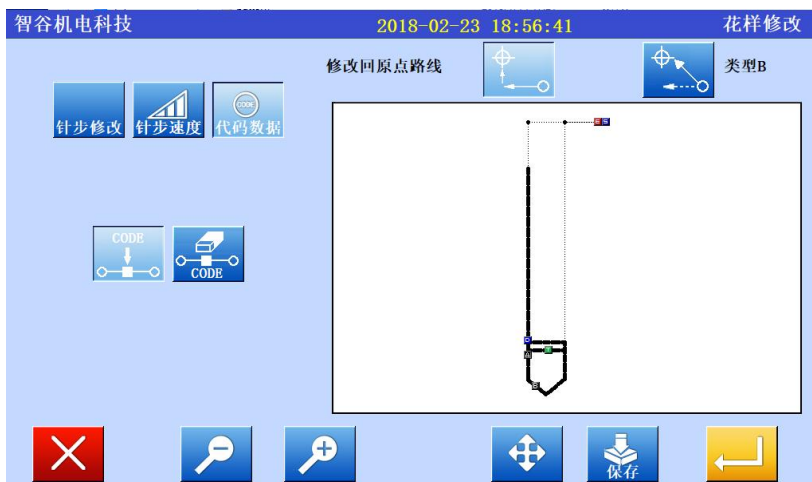 智谷机电科技 2018-02-23 18:56:41 花样修改
修改回原点路线 类型B
针步修改 针步速度 代码数据
CODE
CODE
CODE
E S
D
A
B
保存